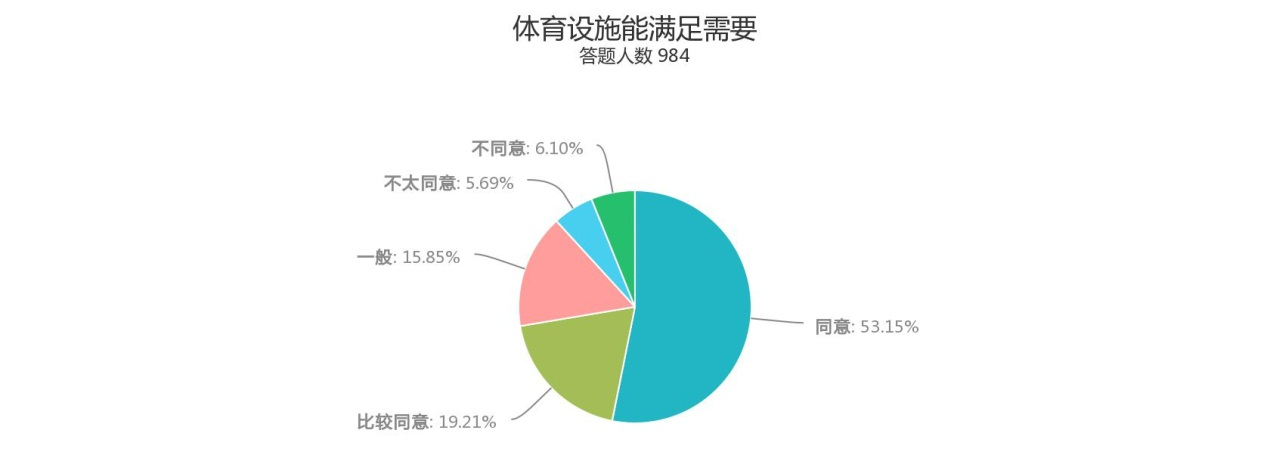 体育设施能满足需要
答题人数 984
不同意: 6.10%
不太同意: 5.69%
一般: 15.85%
同意: 53.15%
比较同意: 19.21%